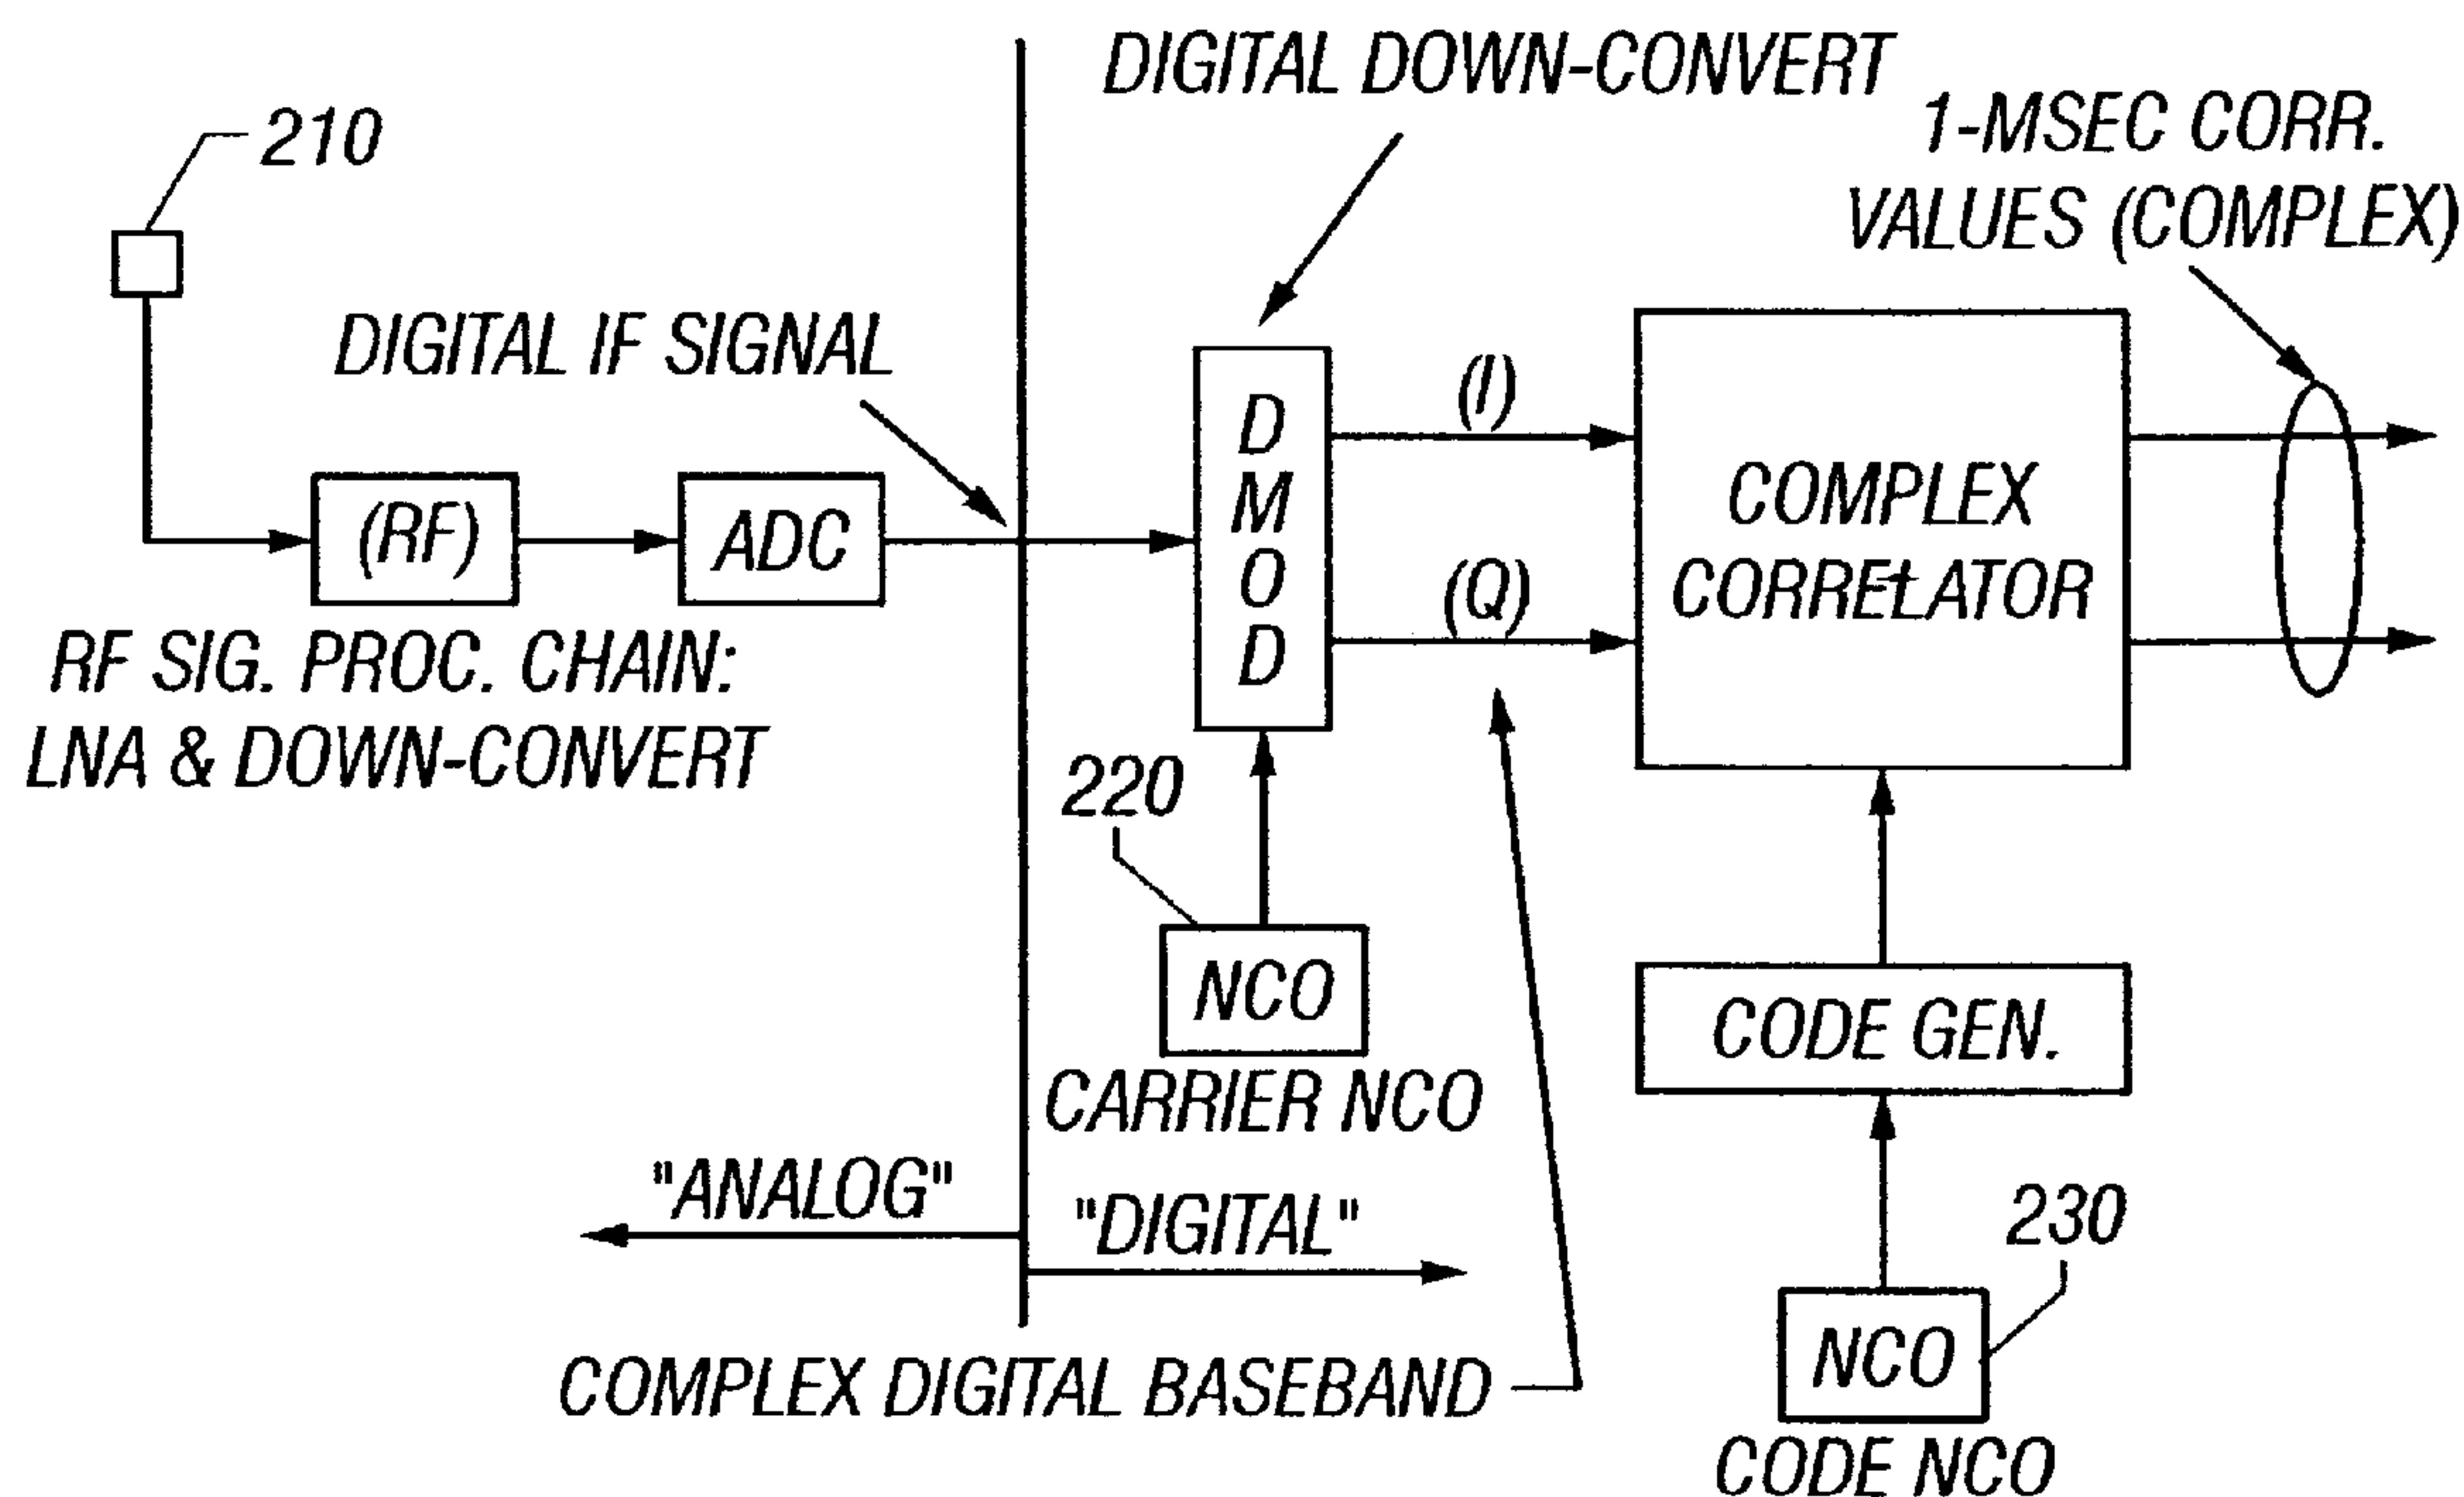 DIGITAL DOWN-CONVERT
1-MSEC CORR.
VALUES (COMPLEX)
210
DIGITAL IF SIGNAL
(RF)
ADC
RF SIG. PROC. CHAIN:
LNA & DOWN-CONVERT
D
M
O
D
(I)
(Q)
COMPLEX
CORRELATOR
220
NCO
CARRIER NCO
CODE GEN.
"ANALOG"
"DIGITAL"
230
NCO
CODE NCO
COMPLEX DIGITAL BASEBAND